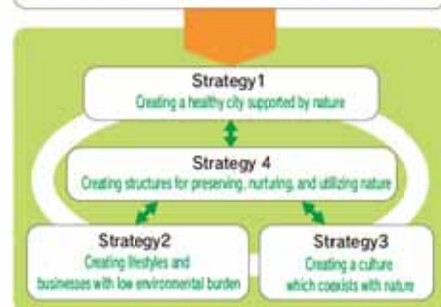 Strategy1
Creating a healthy city supported by nature
Strategy 4
Creating structures for preserving, nurturing, and utilizing nature
Strategy2
Creating lifestyles and
businesses with low environmental burden
Strategy3
Creating a culture
which coexists with nature